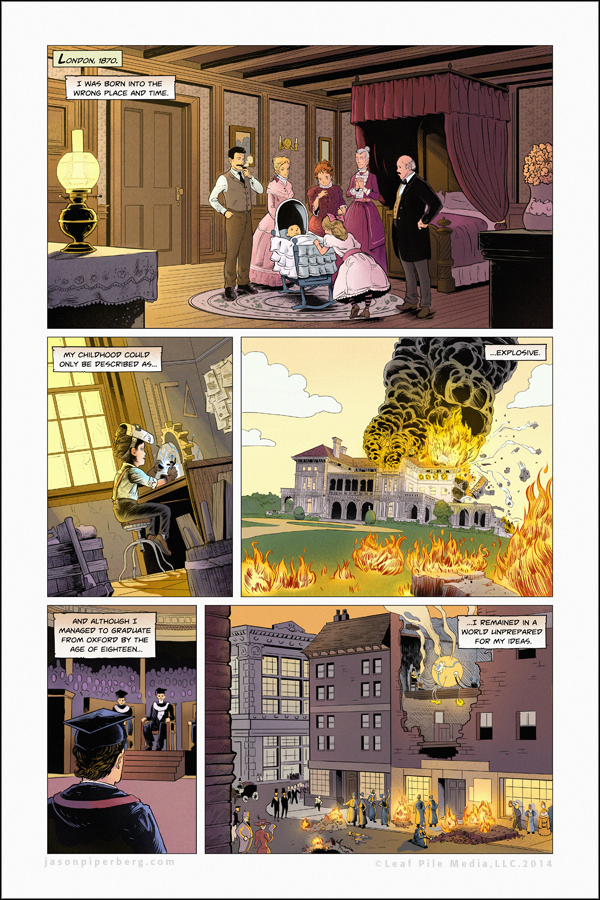 London, 1870.
I WAS BORN INTO THE
WRONG PLACE AND TIME.
MY CHILDHOOD COULD
ONLY BE DESCRIBED AS...
...EXPLOSIVE.
AND ALTHOUGH I
MANAGED TO GRADUATE
FROM OXFORD BY THE
AGE OF EIGHTEEN...
...I REMAINED IN A
WORLD UNPREPARED
FOR MY IDEAS.
jasonpiperberg.com
©Leaf Pile Media,LLC.2014